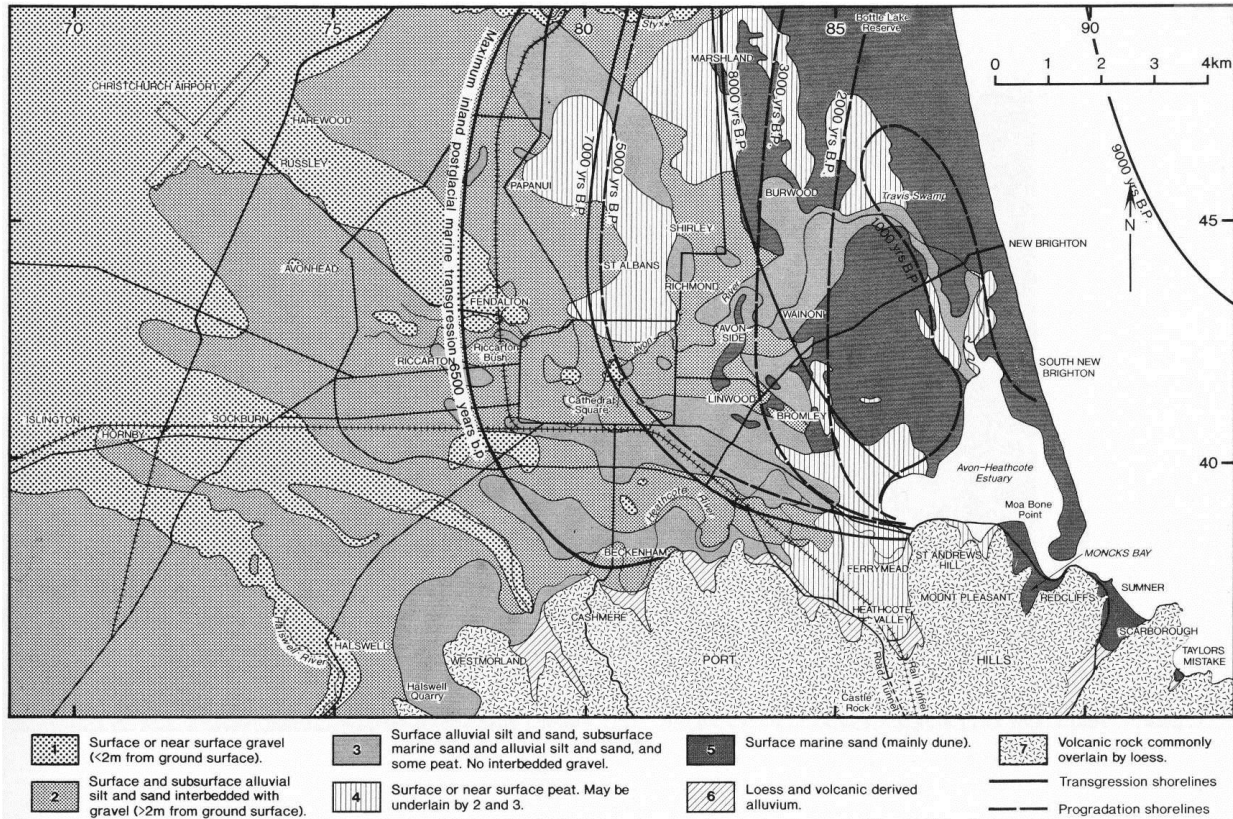 70
75
80
85
90
Styx R.
Bottle Lake
Reserve
0 1 2 3 4km
MARSHLAND
CHRISTCHURCH AIRPORT
HAREWOOD
RUSSLEY
Maximum inland postglacial marine transgression 6500 years b.p.
7000 yrs B.P.
5000 yrs B.P.
8000 yrs B.P.
3000 yrs B.P.
2000 yrs B.P.
9000 yrs B.P.
PAPANUI
BURWOOD
Travis Swamp
1000 yrs B.P.
45
N
SHIRLEY
NEW BRIGHTON
AVONHEAD
ST ALBANS
RICHMOND
FENDALTON
River
WAINONI
Avon
AVON
SIDE
RICCARTON
Riccarton
Bush
SOUTH NEW
BRIGHTON
ISLINGTON
SOCKBURN
Cathedral
Square
LINWOOD
BROMLEY
HORNBY
40
Avon-Heathcote
Estuary
Heathcote
River
Moa Bone
Point
BECKENHAM
MONCKS BAY
FERRYMEAD
ST ANDREWS
HILL
SUMNER
MOUNT PLEASANT
REDCLIFFS
CASHMERE
HEATHCOTE
VALLEY
SCARBOROUGH
Halswell River
HALSWELL
TAYLORS
MISTAKE
WESTMORLAND
PORT
HILLS
Halswell
Quarry
Castle
Rock
Road Tunnel
Rail Tunnel
1 Surface or near surface gravel
(<2m from ground surface).
2 Surface and subsurface alluvial
silt and sand interbedded with
gravel (>2m from ground surface).
3 Surface alluvial silt and sand, subsurface
marine sand and alluvial silt and sand, and
some peat. No interbedded gravel.
4 Surface or near surface peat. May be
underlain by 2 and 3.
5 Surface marine sand (mainly dune).
6 Loess and volcanic derived
alluvium.
7 Volcanic rock commonly
overlain by loess.
Transgression shorelines
Progradation shorelines